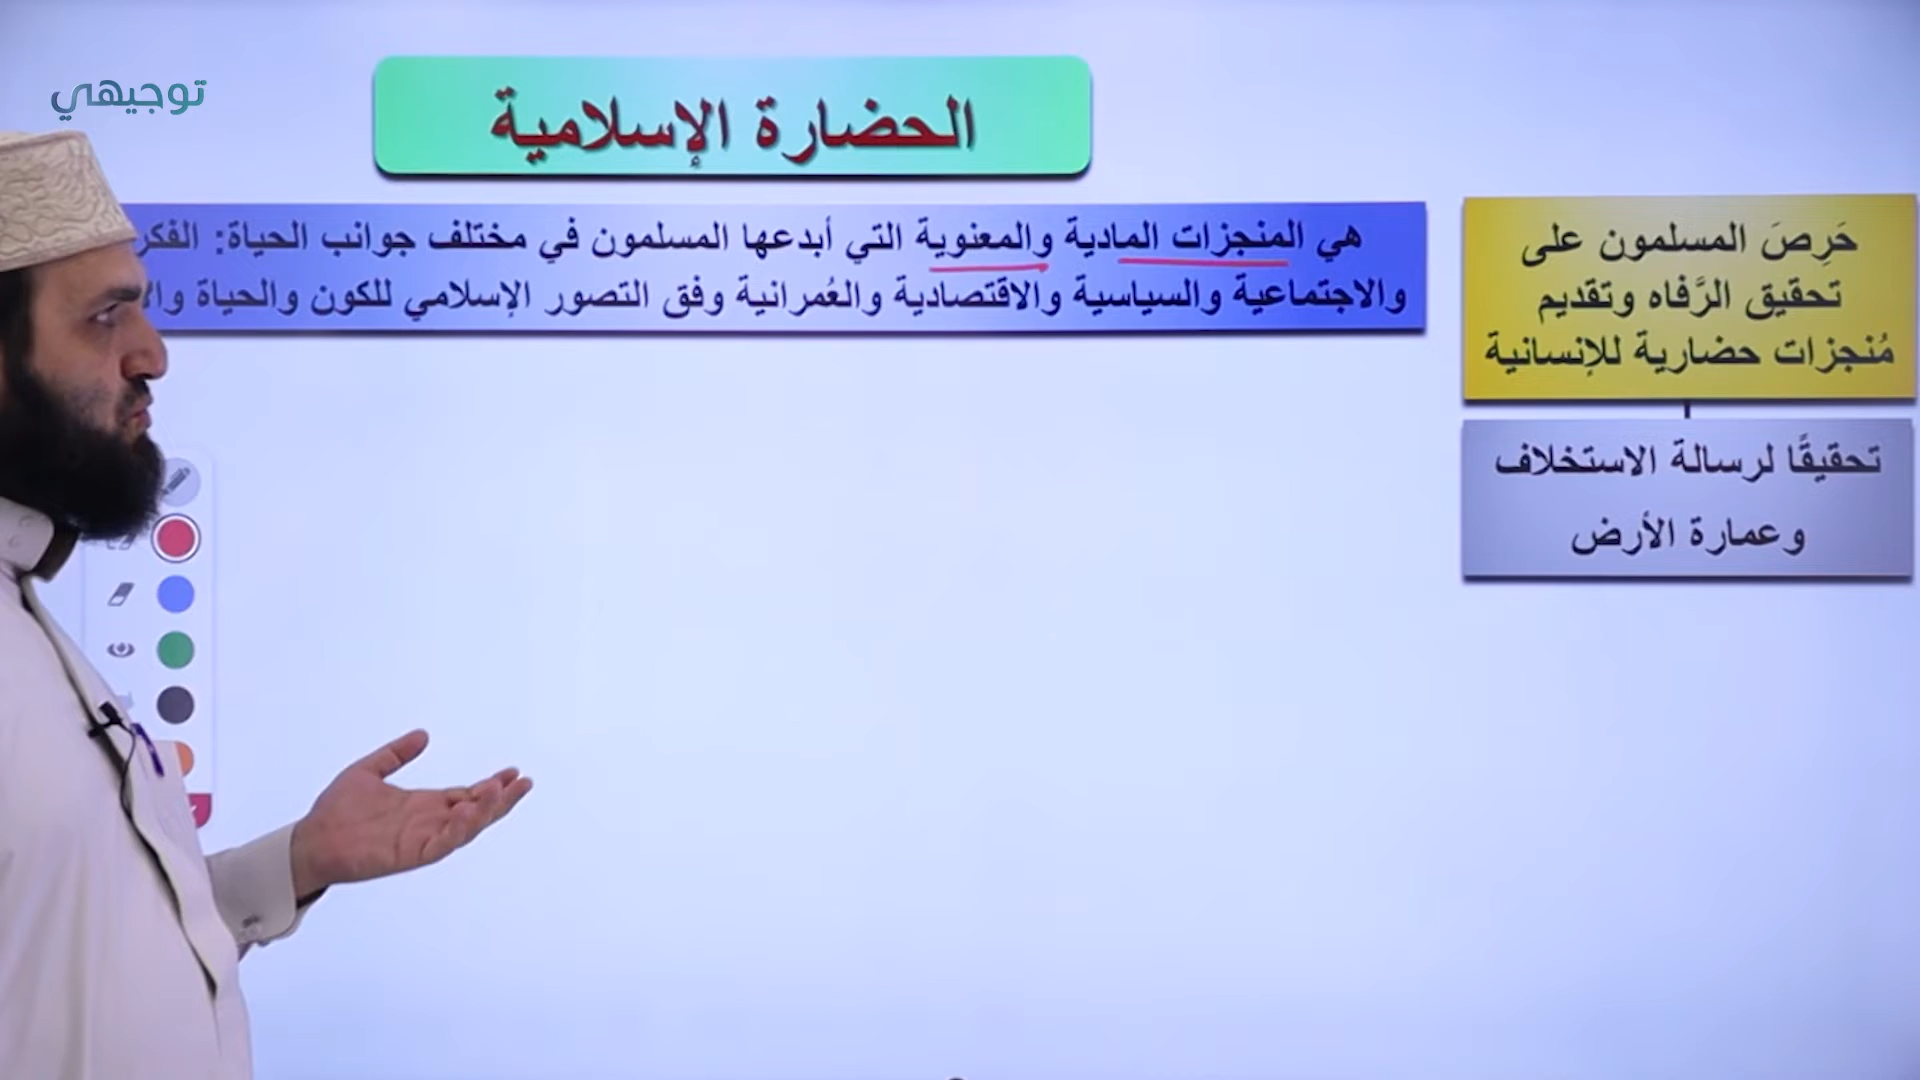 توجيهي
الحضارة الإسلامية
هي المنجزات المادية والمعنوية التي أبدعها المسلمون في مختلف جوانب الحياة:
والاجتماعية والسياسية والاقتصادية والعُمرانية وفق التصور الإسلامي للكون والحياة
حَرِصَ المسلمون على
تحقيق الرَّفاه وتقديم
مُنجزات حضارية للإنسانية
تحقيقًا لرسالة الاستخلاف
وعمارة الأرض